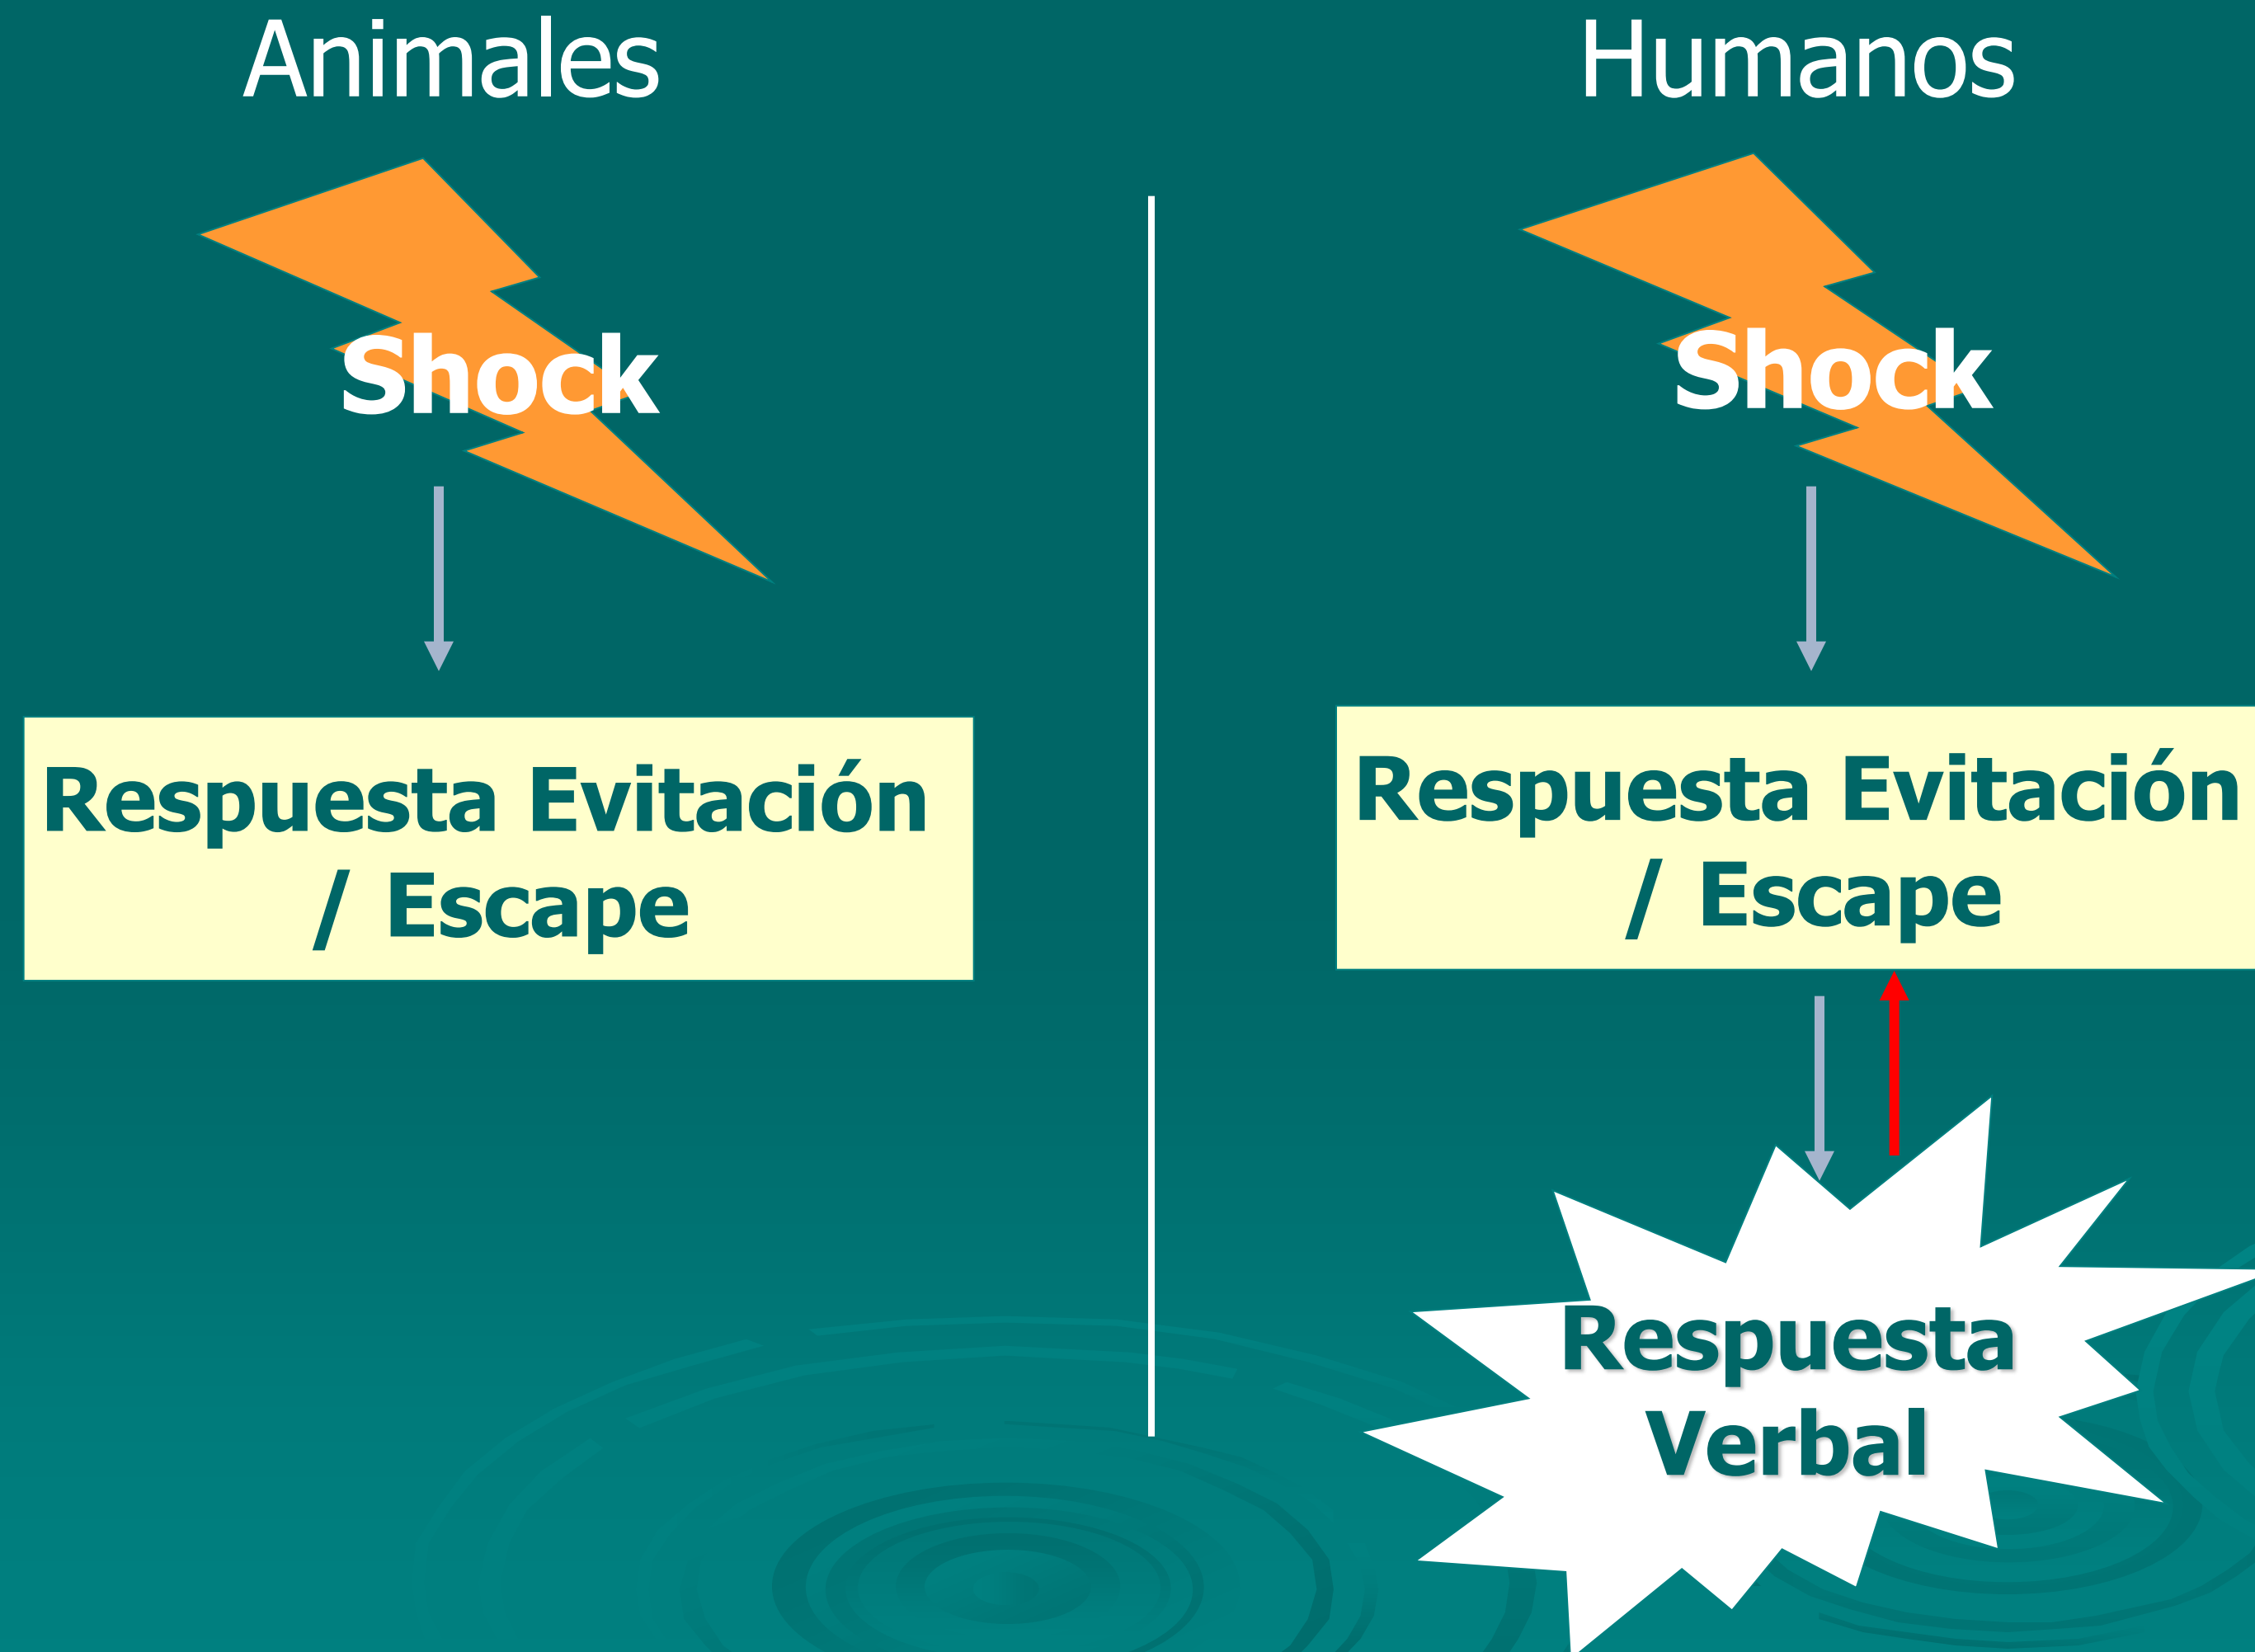 Animales
Shock
Respuesta Evitación
/ Escape
Humanos
Shock
Respuesta Evitación
/ Escape
Respuesta
Verbal